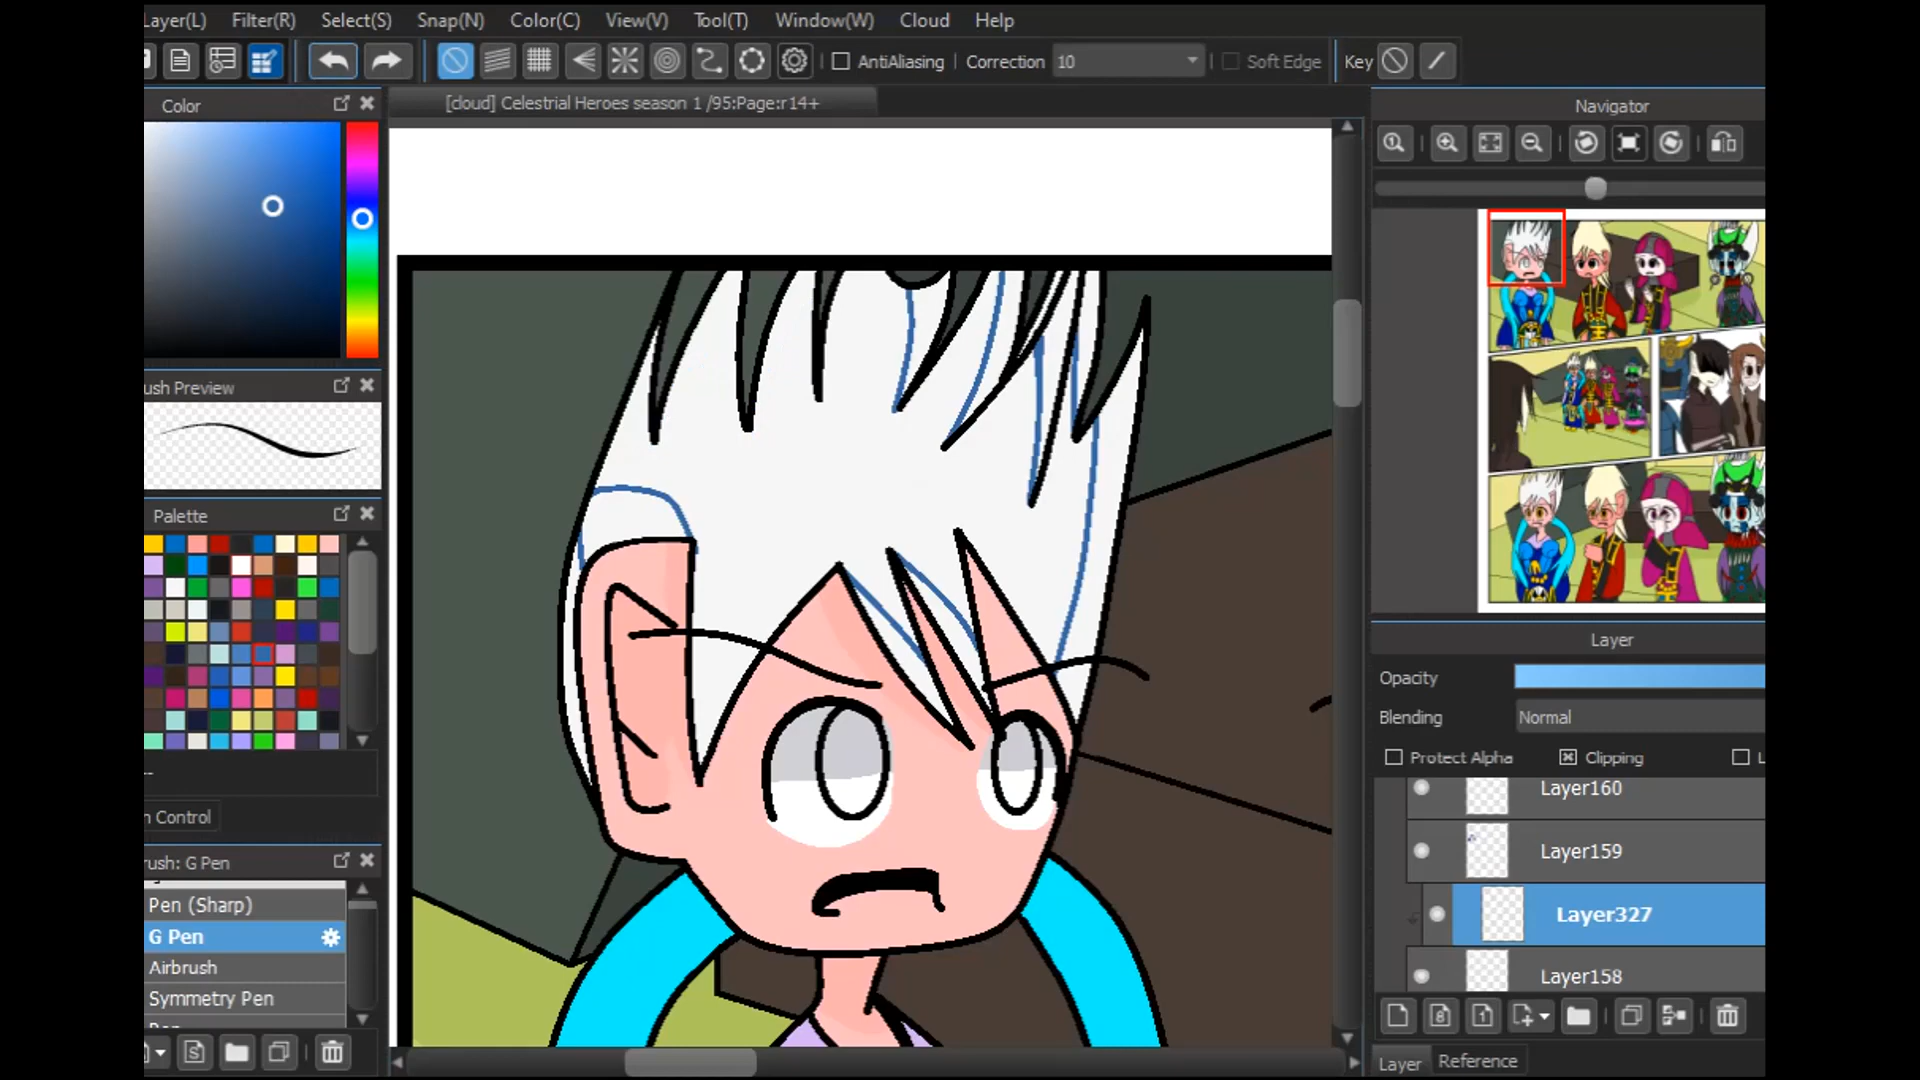 Layer(L) Filter(R) Select(S) Snap(N) Color(C) View(V) Tool(T) Window(W) Cloud Help
AntiAliasing Correction 10 Soft Edge Key
Color
[cloud] Celestrial Heroes season 1 /95:Page:r14+
Navigator
ush Preview
Palette
--
n Control
rush: G Pen
Pen (Sharp)
G Pen
Airbrush
Symmetry Pen
Layer
Opacity
Blending Normal
Protect Alpha Clipping L
Layer160
Layer159
Layer327
Layer158
Layer Reference